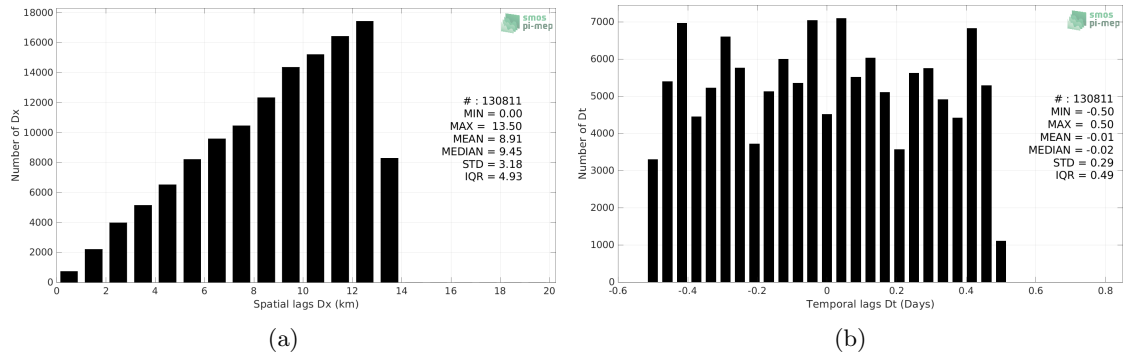 smos
pi-mep
18000
16000
14000
12000
10000
8000
6000
4000
2000
0
Number of Dx
# : 130811
MIN = 0.00
MAX = 13.50
MEAN = 8.91
MEDIAN = 9.45
STD = 3.18
IQR = 4.93
0 2 4 6 8 10 12 14 16 18 20
Spatial lags Dx (km)
(a)
smos
pi-mep
7000
6000
5000
4000
3000
2000
1000
0
Number of Dt
# : 130811
MIN = -0.50
MAX = 0.50
MEAN = -0.01
MEDIAN = -0.02
STD = 0.29
IQR = 0.49
-0.6 -0.4 -0.2 0 0.2 0.4 0.6 0.8
Temporal lags Dt (Days)
(b)